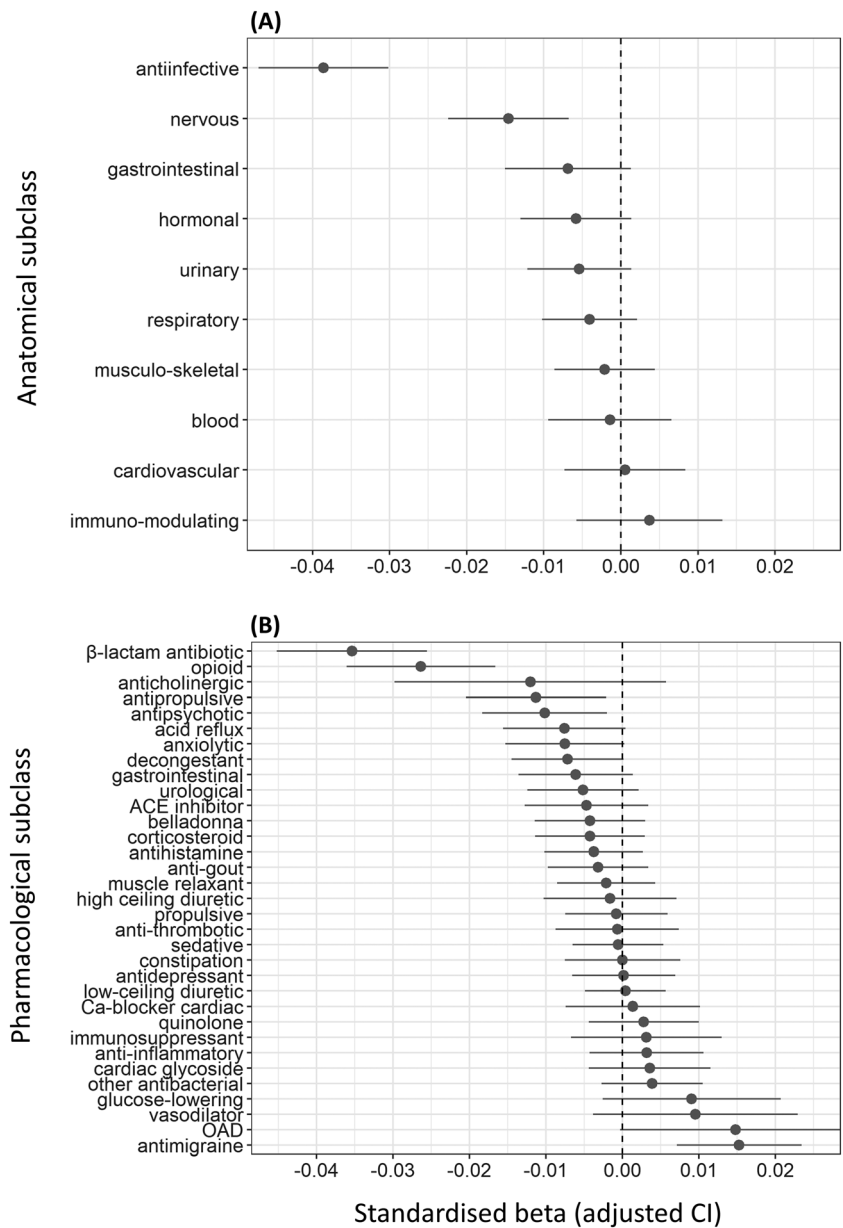 (A)
Anatomical subclass
antiinfective
nervous
gastrointestinal
hormonal
urinary
respiratory
musculo-skeletal
blood
cardiovascular
immuno-modulating
-0.04 -0.03 -0.02 -0.01 0.00 0.01 0.02
(B)
Pharmacological subclass
β-lactam antibiotic
opioid
anticholinergic
antipropulsive
antipsychotic
acid reflux
anxiolytic
decongestant
gastrointestinal
urological
ACE inhibitor
belladonna
corticosteroid
antihistamine
anti-gout
muscle relaxant
high ceiling diuretic
propulsive
anti-thrombotic
sedative
constipation
antidepressant
low-ceiling diuretic
Ca-blocker cardiac
quinolone
immunosuppressant
anti-inflammatory
cardiac glycoside
other antibacterial
glucose-lowering
vasodilator
OAD
antimigraine
-0.04 -0.03 -0.02 -0.01 0.00 0.01 0.02
Standardised beta (adjusted CI)